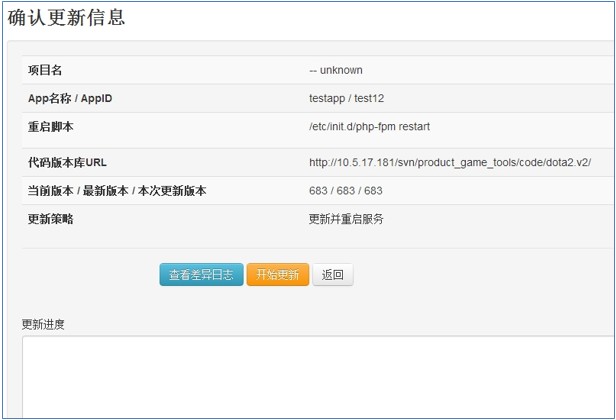 确认更新信息
项目名 -- unknown
App名称 / AppID testapp / test12
重启脚本 /etc/init.d/php-fpm restart
代码版本库URL http://10.5.17.181/svn/product_game_tools/code/dota2.v2/
当前版本 / 最新版本 / 本次更新版本 683 / 683 / 683
更新策略 更新并重启服务
查看差异日志 开始更新 返回
更新进度